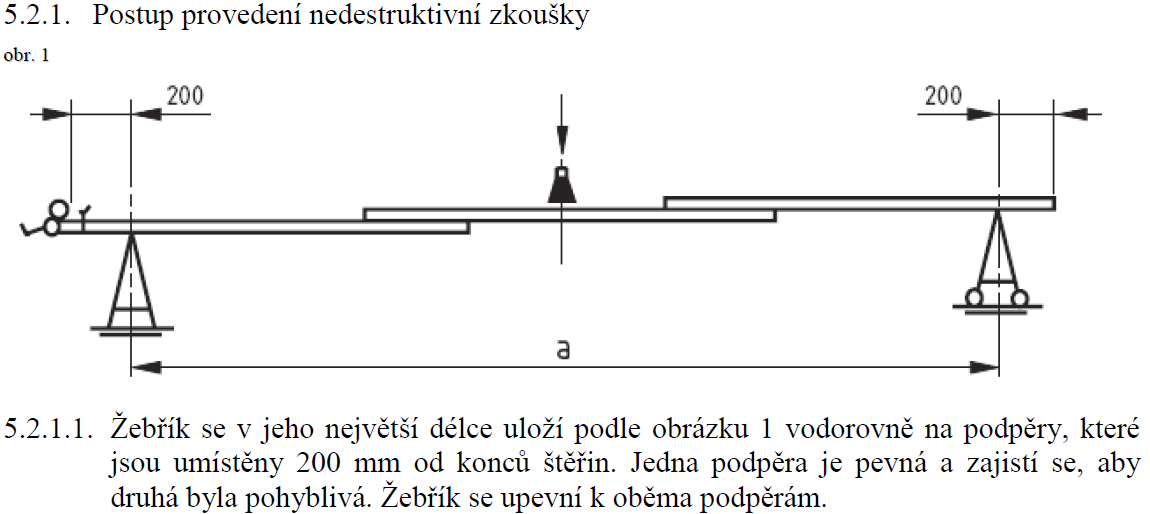 5.2.1. Postup provedení nedestruktivní zkoušky
obr. 1
200
200
a
5.2.1.1. Žebřík se v jeho největší délce uloží podle obrázku 1 vodorovně na podpěry, které
jsou umístěny 200 mm od konců štěřin. Jedna podpěra je pevná a zajistí se, aby
druhá byla pohyblivá. Žebřík se upevní k oběma podpěrám.